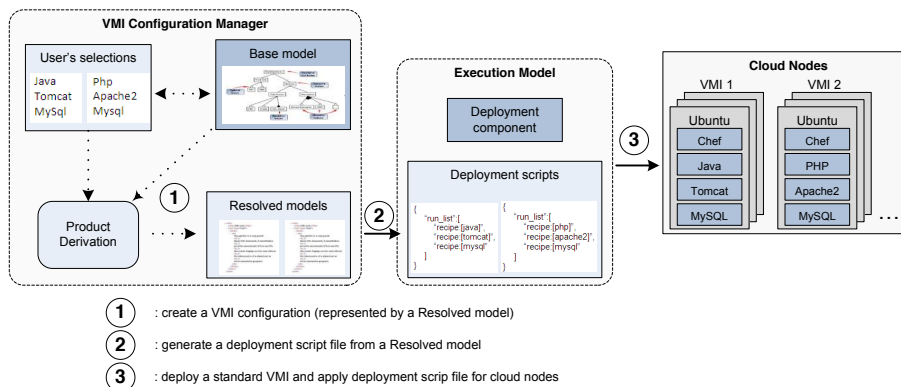 VMI Configuration Manager
User's selections
Java
Tomcat
MySql
Php
Apache2
Mysql
Base model
Product
Derivation
1
Resolved models
2
Execution Model
Deployment
component
Deployment scripts
{
"run_list":[
"recipe:[java]",
"recipe:[tomcat]",
"recipe:[mysql"
]
}
{
"run_list":[
"recipe:[php]",
"recipe:[apache2]",
"recipe:[mysql"
]
}
3
Cloud Nodes
VMI 1
Ubuntu
Chef
Java
Tomcat
MySQL
VMI 2
Ubuntu
Chef
PHP
Apache2
MySQL
...
1 : create a VMI configuration (represented by a Resolved model)
2 : generate a deployment script file from a Resolved model
3 : deploy a standard VMI and apply deployment scrip file for cloud nodes